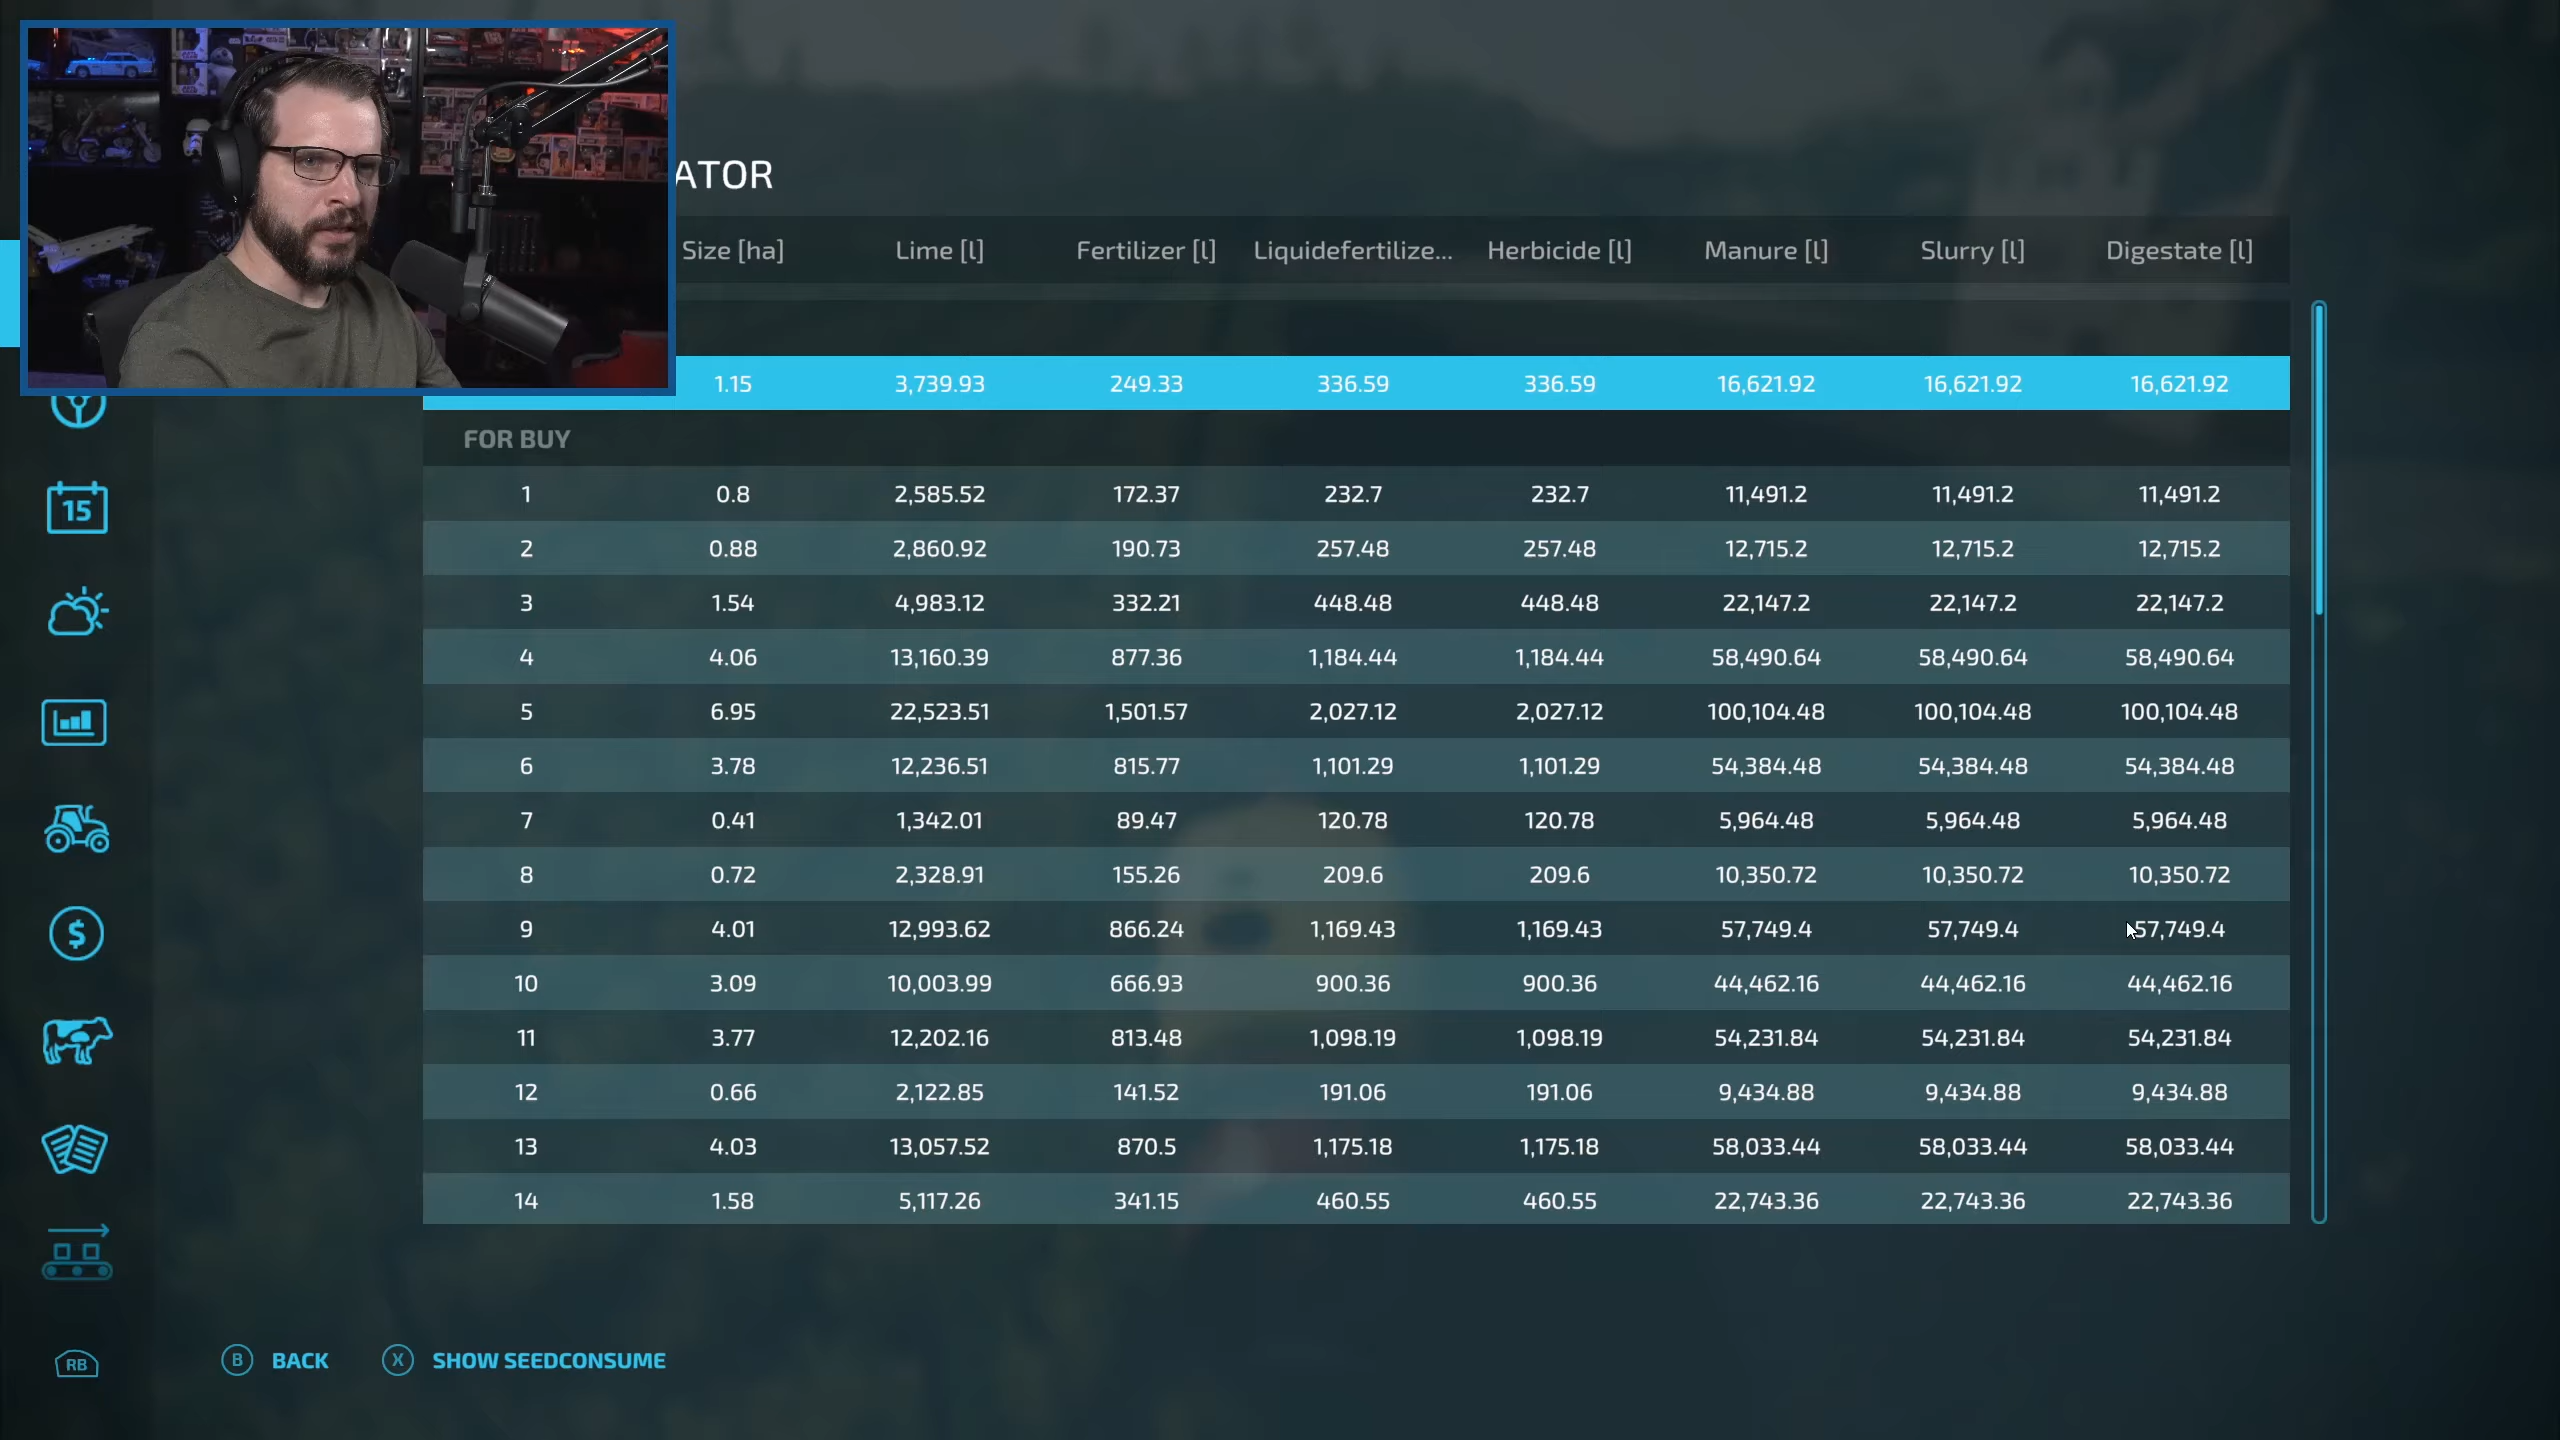 ATOR
Size [ha] Lime [l] Fertilizer [l] Liquidefertilize... Herbicide [l] Manure [l] Slurry [l] Digestate [l]
1.15 3,739.93 249.33 336.59 336.59 16,621.92 16,621.92 16,621.92
FOR BUY
1 0.8 2,585.52 172.37 232.7 232.7 11,491.2 11,491.2 11,491.2
2 0.88 2,860.92 190.73 257.48 257.48 12,715.2 12,715.2 12,715.2
3 1.54 4,983.12 332.21 448.48 448.48 22,147.2 22,147.2 22,147.2
4 4.06 13,160.39 877.36 1,184.44 1,184.44 58,490.64 58,490.64 58,490.64
5 6.95 22,523.51 1,501.57 2,027.12 2,027.12 100,104.48 100,104.48 100,104.48
6 3.78 12,236.51 815.77 1,101.29 1,101.29 54,384.48 54,384.48 54,384.48
7 0.41 1,342.01 89.47 120.78 120.78 5,964.48 5,964.48 5,964.48
8 0.72 2,328.91 155.26 209.6 209.6 10,350.72 10,350.72 10,350.72
9 4.01 12,993.62 866.24 1,169.43 1,169.43 57,749.4 57,749.4 57,749.4
10 3.09 10,003.99 666.93 900.36 900.36 44,462.16 44,462.16 44,462.16
11 3.77 12,202.16 813.48 1,098.19 1,098.19 54,231.84 54,231.84 54,231.84
12 0.66 2,122.85 141.52 191.06 191.06 9,434.88 9,434.88 9,434.88
13 4.03 13,057.52 870.5 1,175.18 1,175.18 58,033.44 58,033.44 58,033.44
14 1.58 5,117.26 341.15 460.55 460.55 22,743.36 22,743.36 22,743.36
15
$
RB
B BACK X SHOW SEEDCONSUME